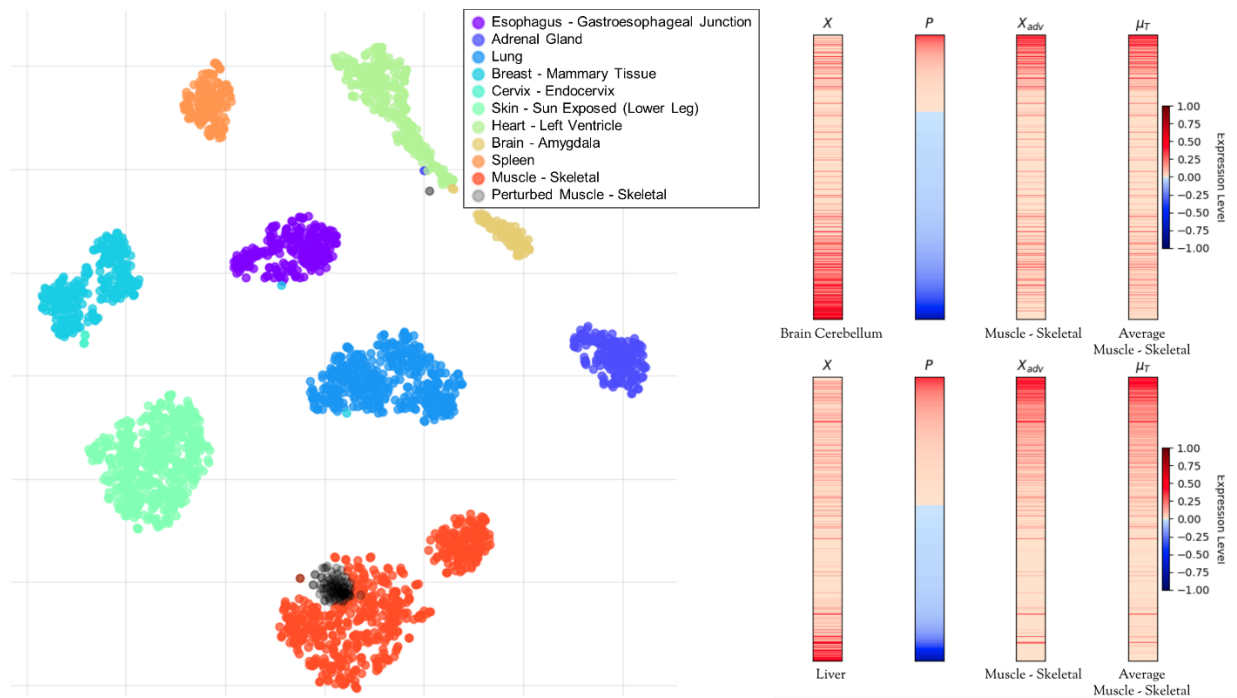 Esophagus - Gastroesophageal Junction
Adrenal Gland
Lung
Breast - Mammary Tissue
Cervix - Endocervix
Skin - Sun Exposed (Lower Leg)
Heart - Left Ventricle
Brain - Amygdala
Spleen
Muscle - Skeletal
Perturbed Muscle - Skeletal
X P X_adv μ_T
1.00
0.75
0.50
0.25
0.00
−0.25
−0.50
−0.75
−1.00
Expression Level
Brain Cerebellum Muscle - Skeletal Average
Muscle - Skeletal
X P X_adv μ_T
1.00
0.75
0.50
0.25
0.00
−0.25
−0.50
−0.75
−1.00
Expression Level
Liver Muscle - Skeletal Average
Muscle - Skeletal